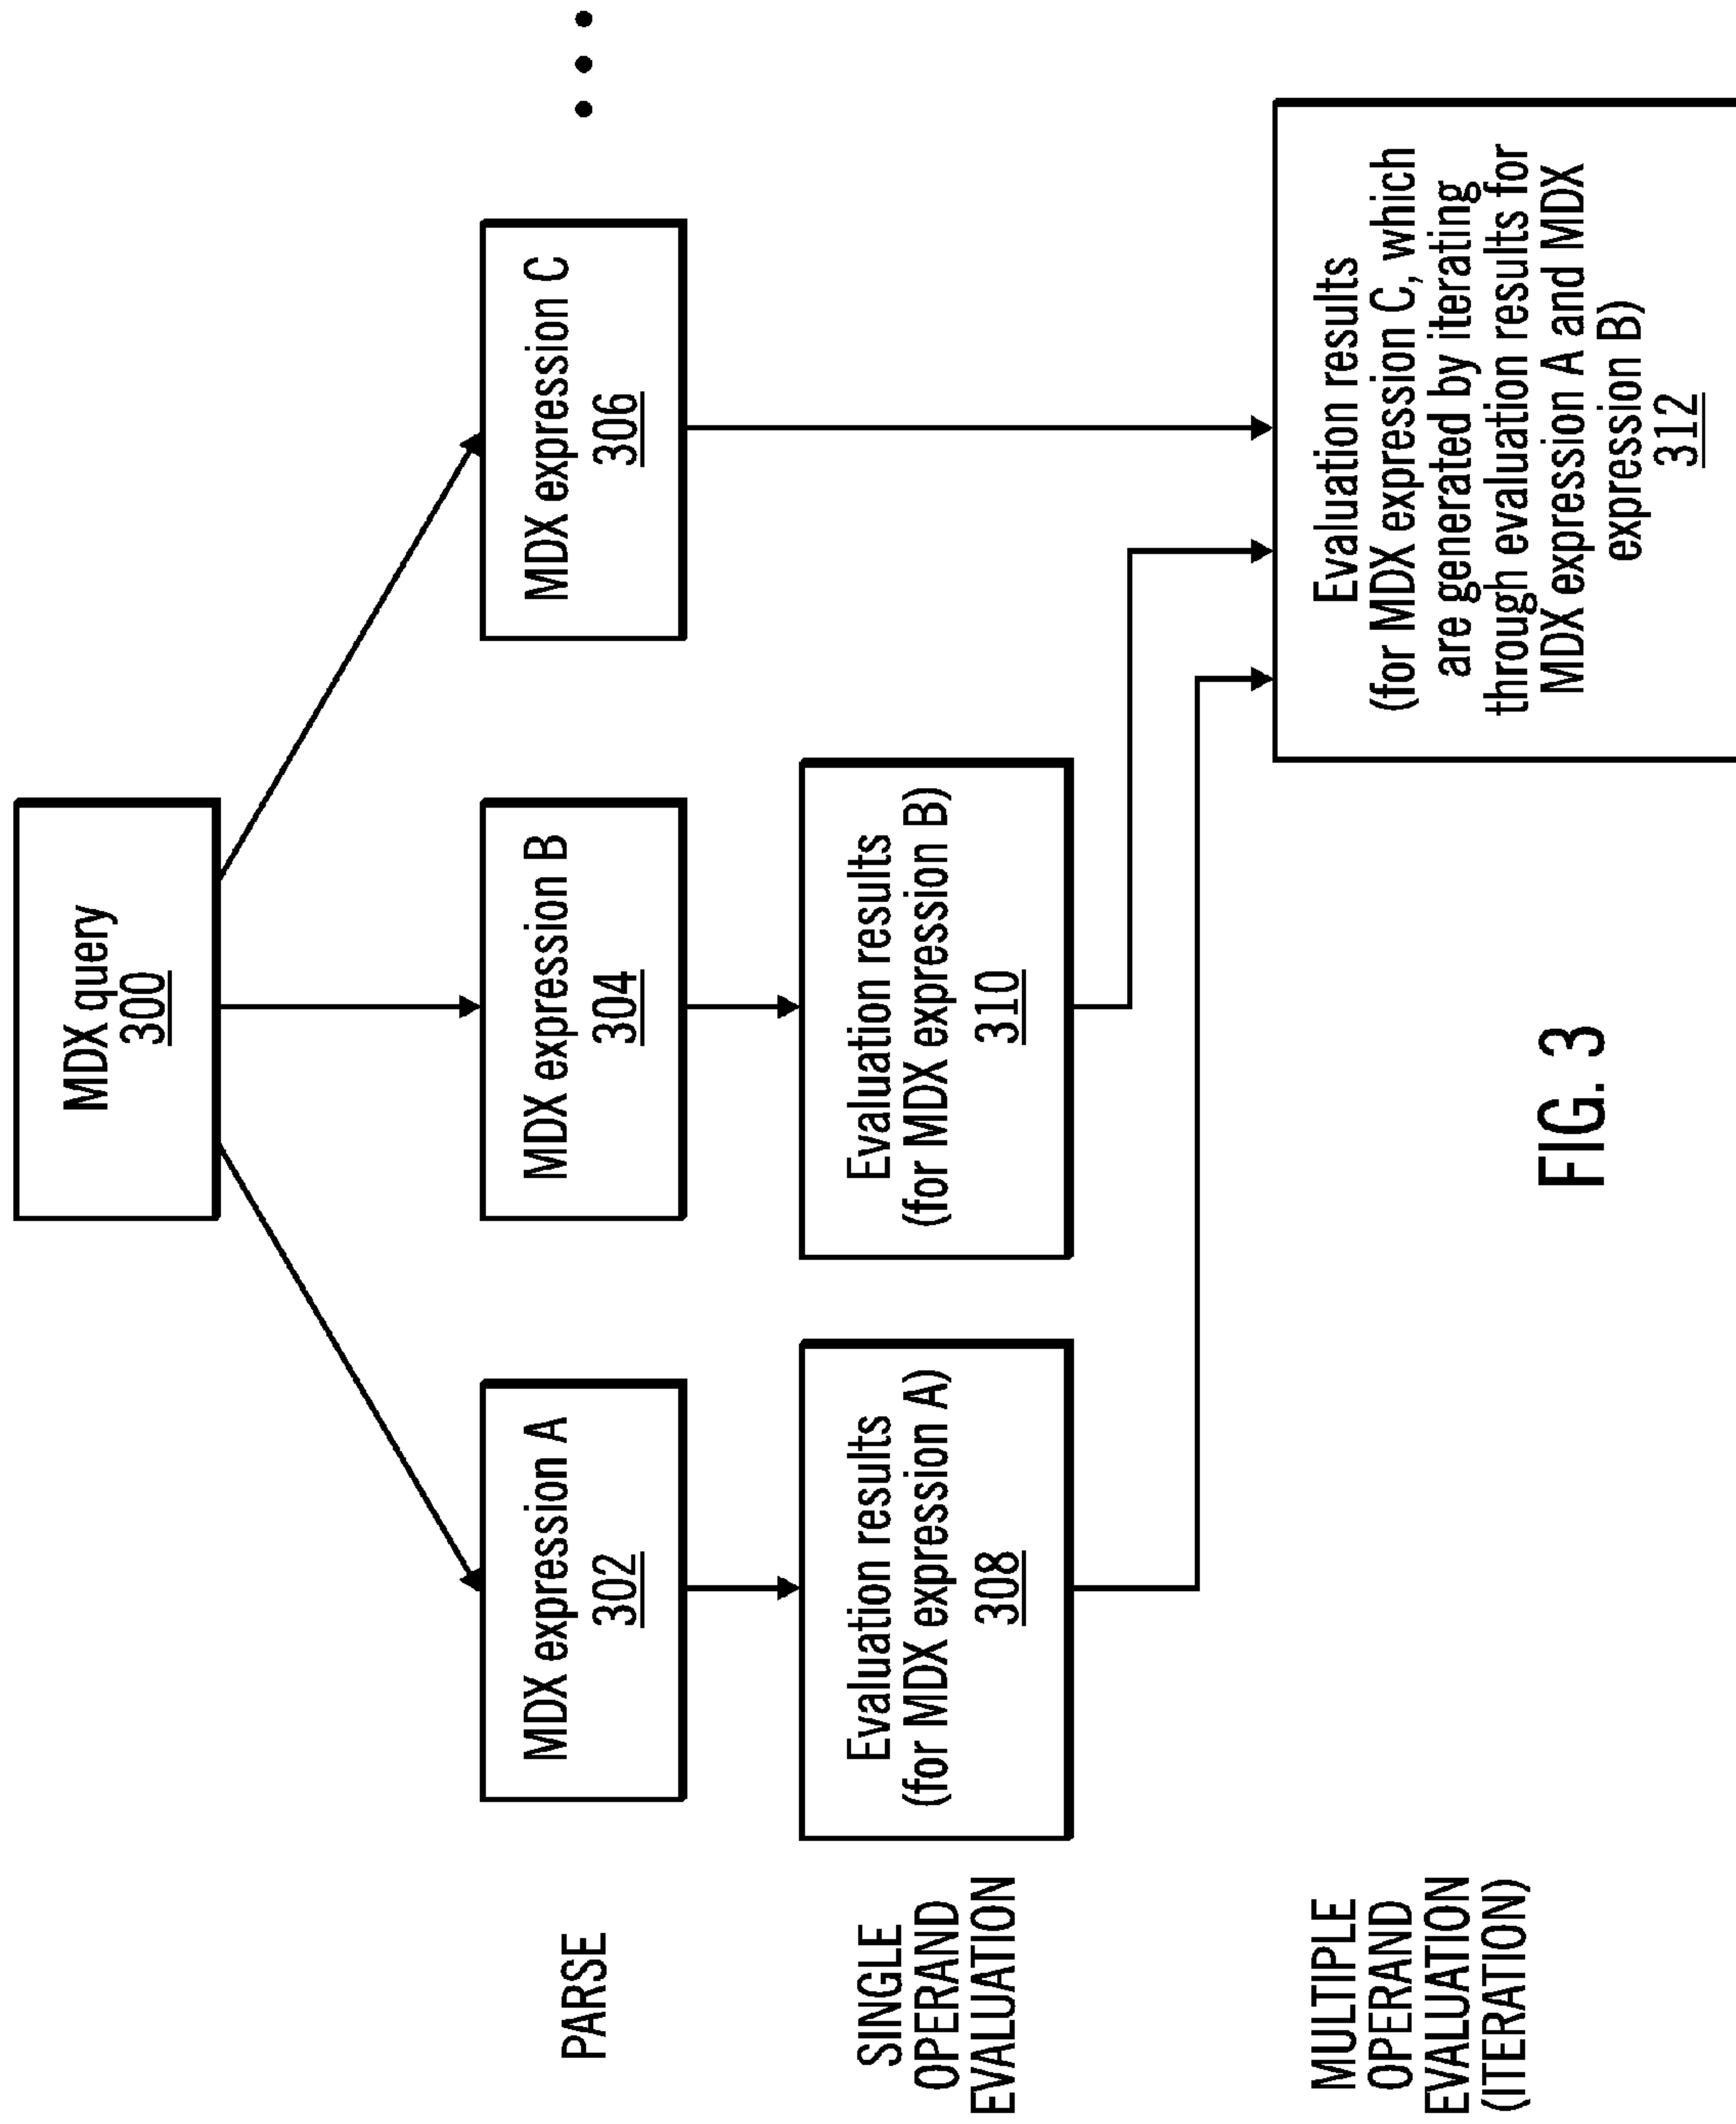 MDX query
300
PARSE
MDX expression A
302
MDX expression B
304
MDX expression C
306
SINGLE
OPERAND
EVALUATION
Evaluation results
(for MDX expression A)
308
Evaluation results
(for MDX expression B)
310
MULTIPLE
OPERAND
EVALUATION
(ITERATION)
Evaluation results
(for MDX expression C, which
are generated by iterating
through evaluation results for
MDX expression A and MDX
expression B)
312
FIG. 3